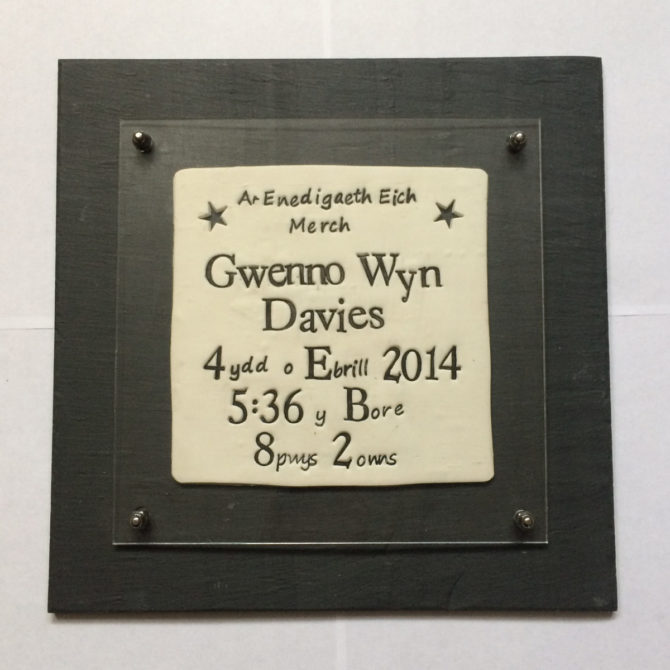 Ar Enedigaeth Eich
Merch
Gwenno Wyn
Davies
4ydd o Ebrill 2014
5:36 y Bore
8pwys 2owns